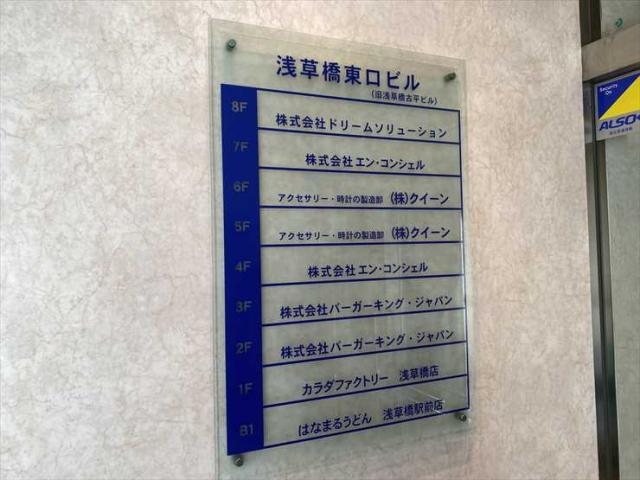 浅草橋東口ビル
(旧浅草橋古平ビル)
8F 株式会社ドリームソリューション
7F 株式会社エン・コンシェル
6F アクセサリー・時計の製造卸 (株)クイーン
5F アクセサリー・時計の製造卸 (株)クイーン
4F 株式会社エン・コンシェル
3F 株式会社バーガーキング・ジャパン
2F 株式会社バーガーキング・ジャパン
1F カラダファクトリー 浅草橋店
B1 はなまるうどん 浅草橋駅前店
Security
On
ALSO